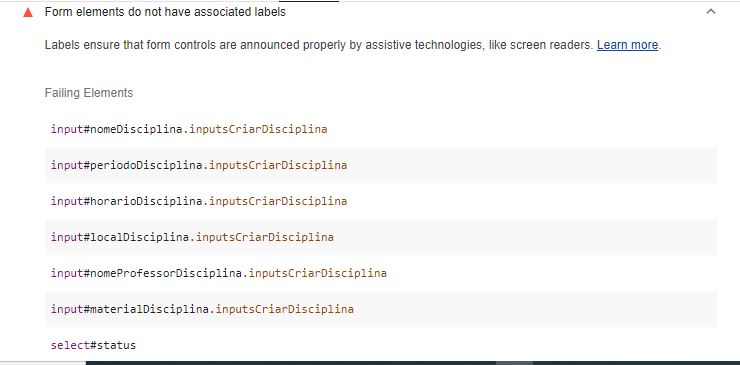 Form elements do not have associated labels
Labels ensure that form controls are announced properly by assistive technologies, like screen readers. Learn more.
Failing Elements
input#nomeDisciplina.inputsCriarDisciplina
input#periodoDisciplina.inputsCriarDisciplina
input#horarioDisciplina.inputsCriarDisciplina
input#localDisciplina.inputsCriarDisciplina
input#nomeProfessorDisciplina.inputsCriarDisciplina
input#materialDisciplina.inputsCriarDisciplina
select#status